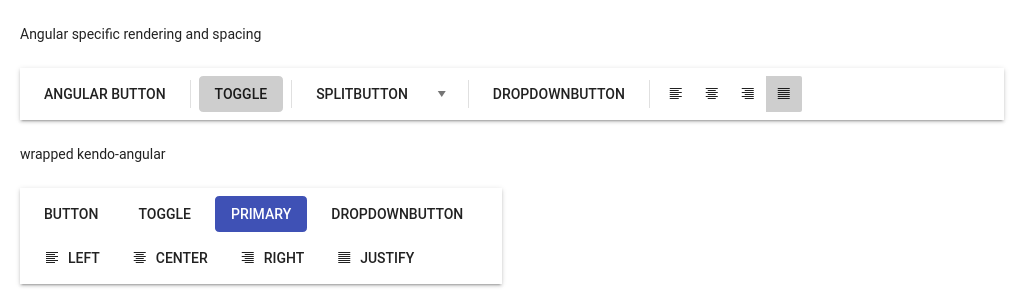 Angular specific rendering and spacing
ANGULAR BUTTON TOGGLE SPLITBUTTON DROPDOWNBUTTON
wrapped kendo-angular
BUTTON TOGGLE PRIMARY DROPDOWNBUTTON
LEFT CENTER RIGHT JUSTIFY